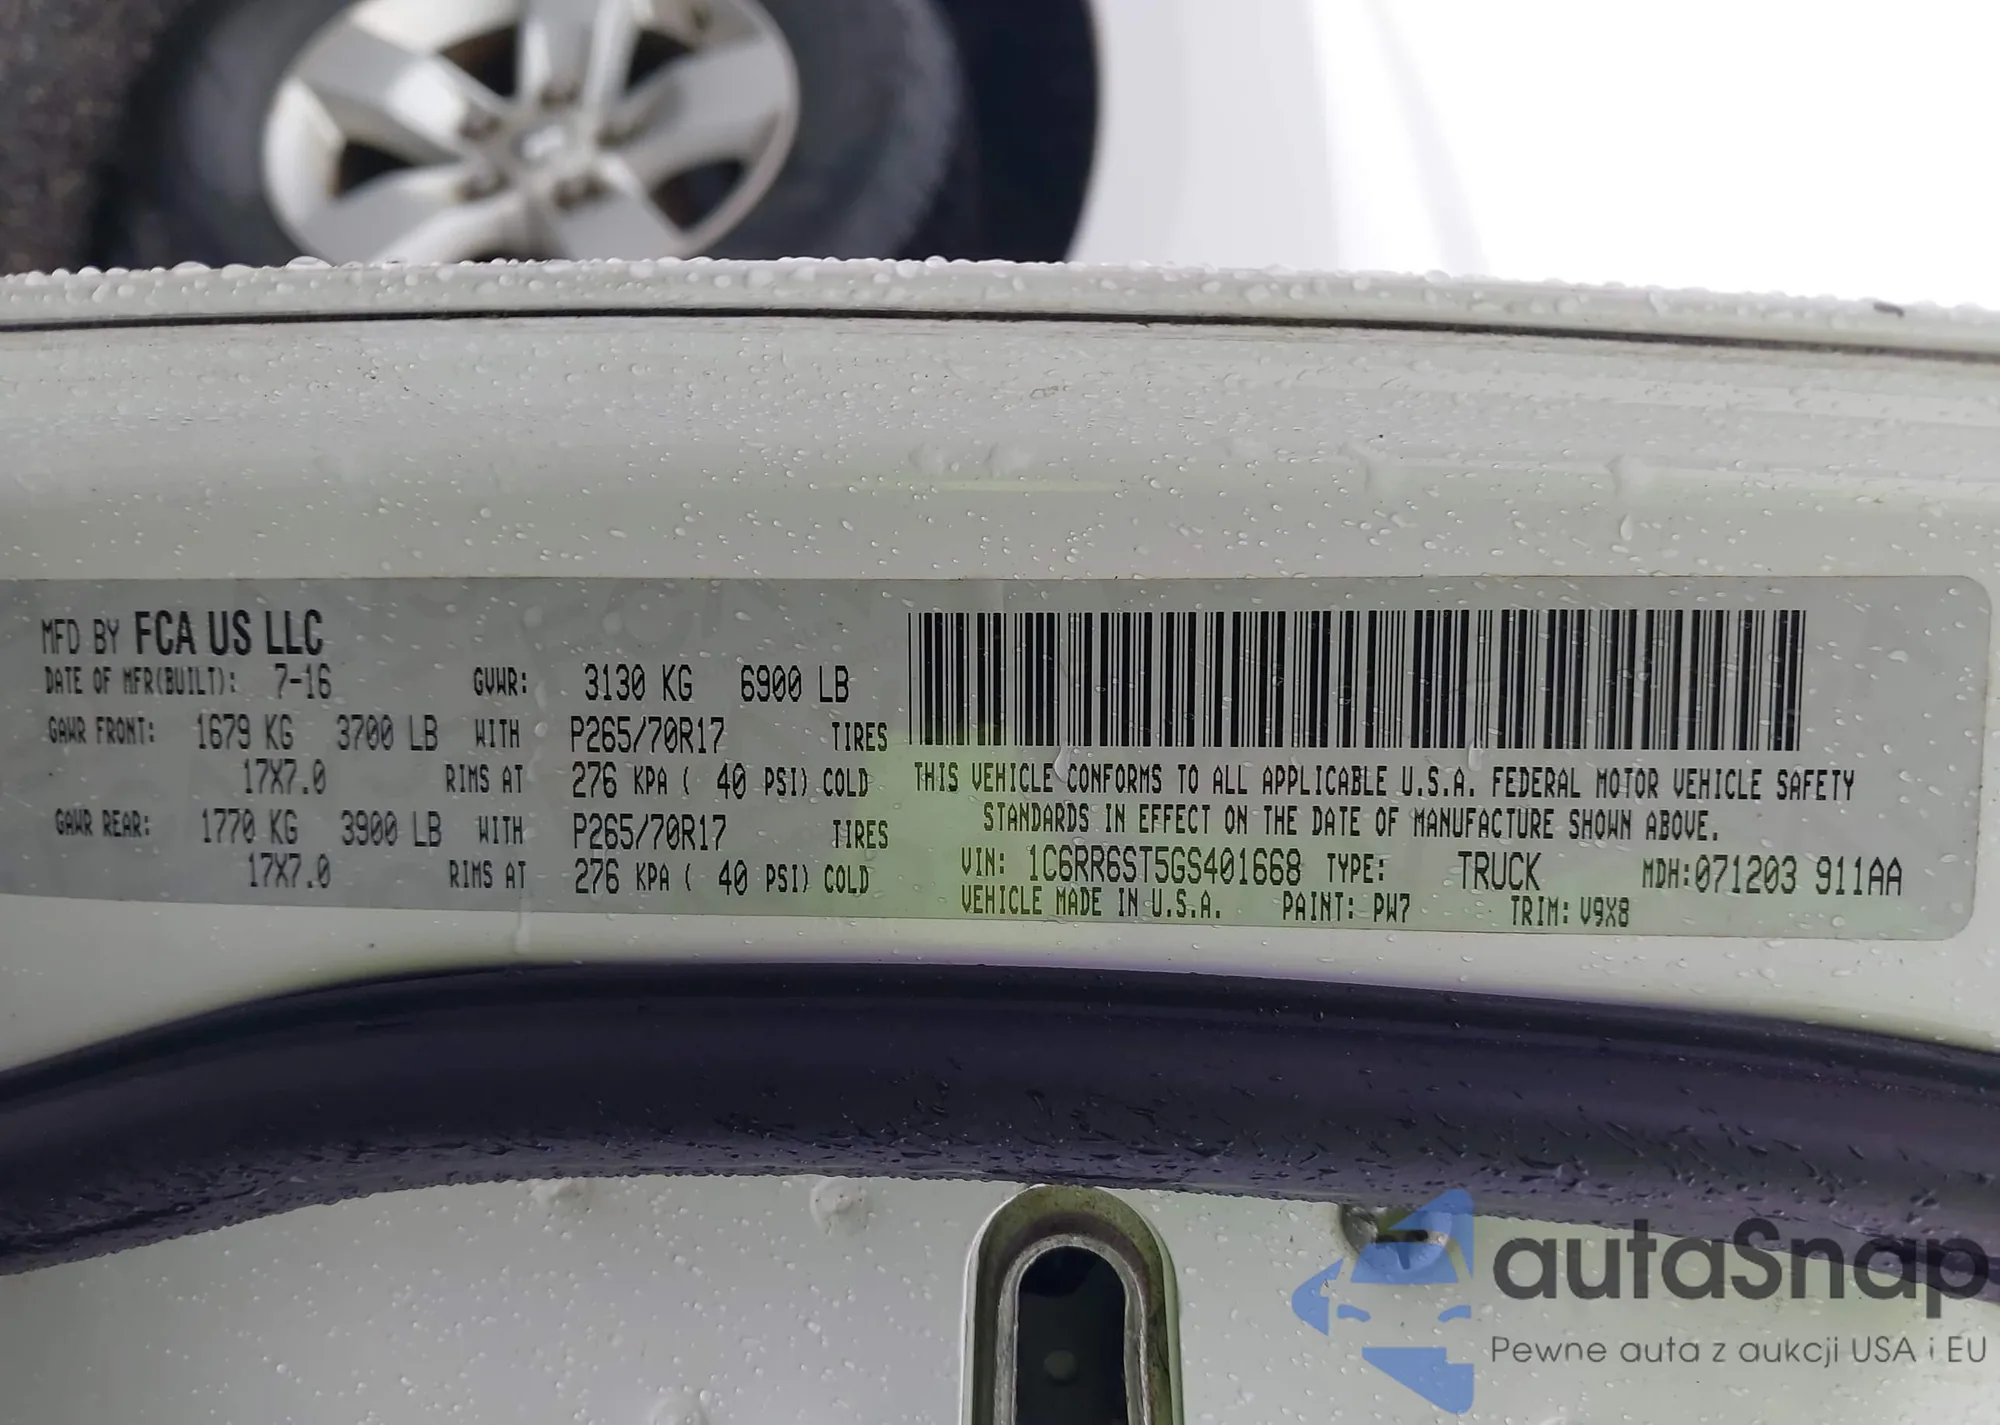 MFD BY FCA US LLC
DATE OF MFR(BUILT): 7-16 GVWR: 3130 KG 6900 LB
GAWR FRONT: 1679 KG 3700 LB WITH P265/70R17 TIRES
17X7.0 RIMS AT 276 KPA ( 40 PSI) COLD
GAWR REAR: 1770 KG 3900 LB WITH P265/70R17 TIRES
17X7.0 RIMS AT 276 KPA ( 40 PSI) COLD
THIS VEHICLE CONFORMS TO ALL APPLICABLE U.S.A. FEDERAL MOTOR VEHICLE SAFETY
STANDARDS IN EFFECT ON THE DATE OF MANUFACTURE SHOWN ABOVE.
VIN: 1C6RR6ST5GS401668 TYPE: TRUCK MDH:071203 911AA
VEHICLE MADE IN U.S.A. PAINT: PW7 TRIM: V9X8
autaSnap
Pewne auta z aukcji USA i EU